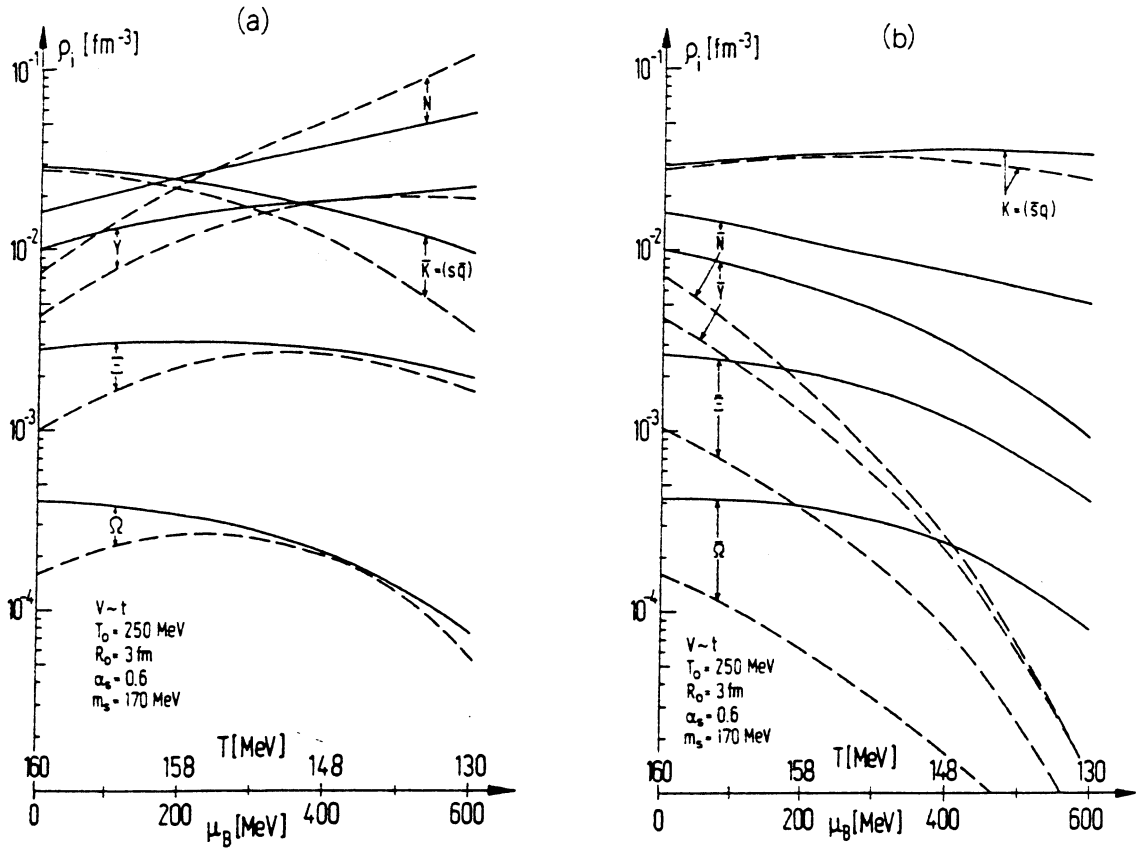 (a)
ρᵢ [fm⁻³]
10⁻¹
10⁻²
10⁻³
10⁻⁴
N
Y
K̄ = (sq̄)
Ξ
Ω
V ~ t
T₀ = 250 MeV
R₀ = 3 fm
αₛ = 0.6
mₛ = 170 MeV
T [MeV]
160 158 148 130
0 200 400 600
μ_B [MeV]
(b)
ρᵢ [fm⁻³]
10⁻¹
10⁻²
10⁻³
10⁻⁴
K = (s̄q)
N̄
Ȳ
Ξ̄
Ω̄
V ~ t
T₀ = 250 MeV
R₀ = 3 fm
αₛ = 0.6
mₛ = 170 MeV
T [MeV]
160 158 148 130
0 200 400 600
μ_B [MeV]